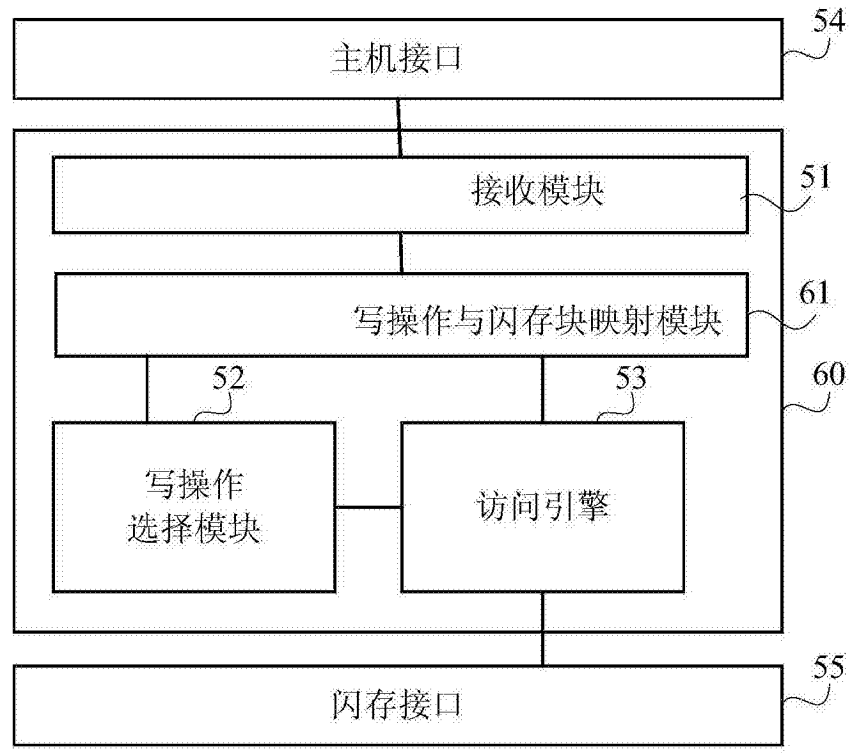 54
主机接口
51
接收模块
61
写操作与闪存块映射模块
52
53
60
写操作
选择模块
访问引擎
55
闪存接口